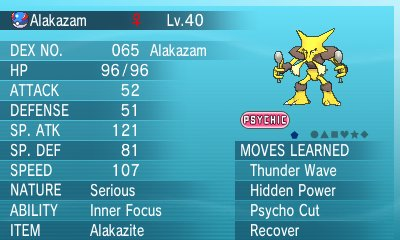 Alakazam ♀ Lv.40
DEX NO. 065 Alakazam
HP 96/96
ATTACK 52
DEFENSE 51
SP. ATK 121
SP. DEF 81
SPEED 107
NATURE Serious
ABILITY Inner Focus
ITEM Alakazite
PSYCHIC
MOVES LEARNED
Thunder Wave
Hidden Power
Psycho Cut
Recover